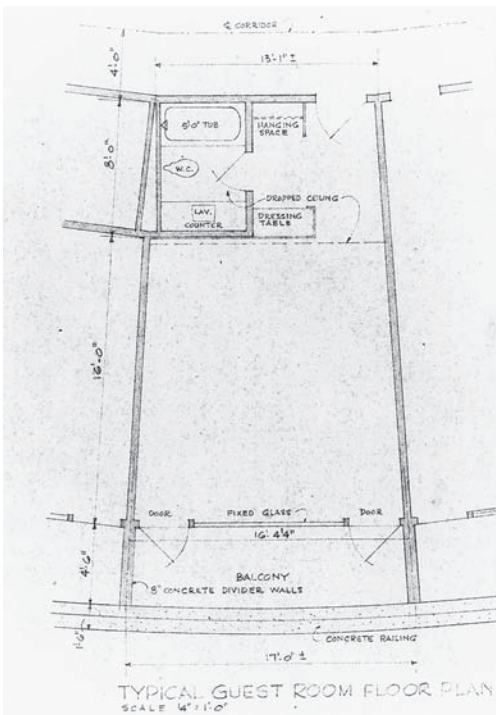 ℄ CORRIDOR
13'-1" ±
4'-0"
8'-0"
5'-0" TUB
HANGING
SPACE
W.C.
DROPPED CEILING
LAV.
COUNTER
DRESSING
TABLE
16'-0"
DOOR
FIXED GLASS
DOOR
16'-4¼"
4'-6"
BALCONY
8" CONCRETE DIVIDER WALLS
1'-6"
CONCRETE RAILING
17'-0" ±
TYPICAL GUEST ROOM FLOOR PLAN
SCALE ¼" = 1'-0"